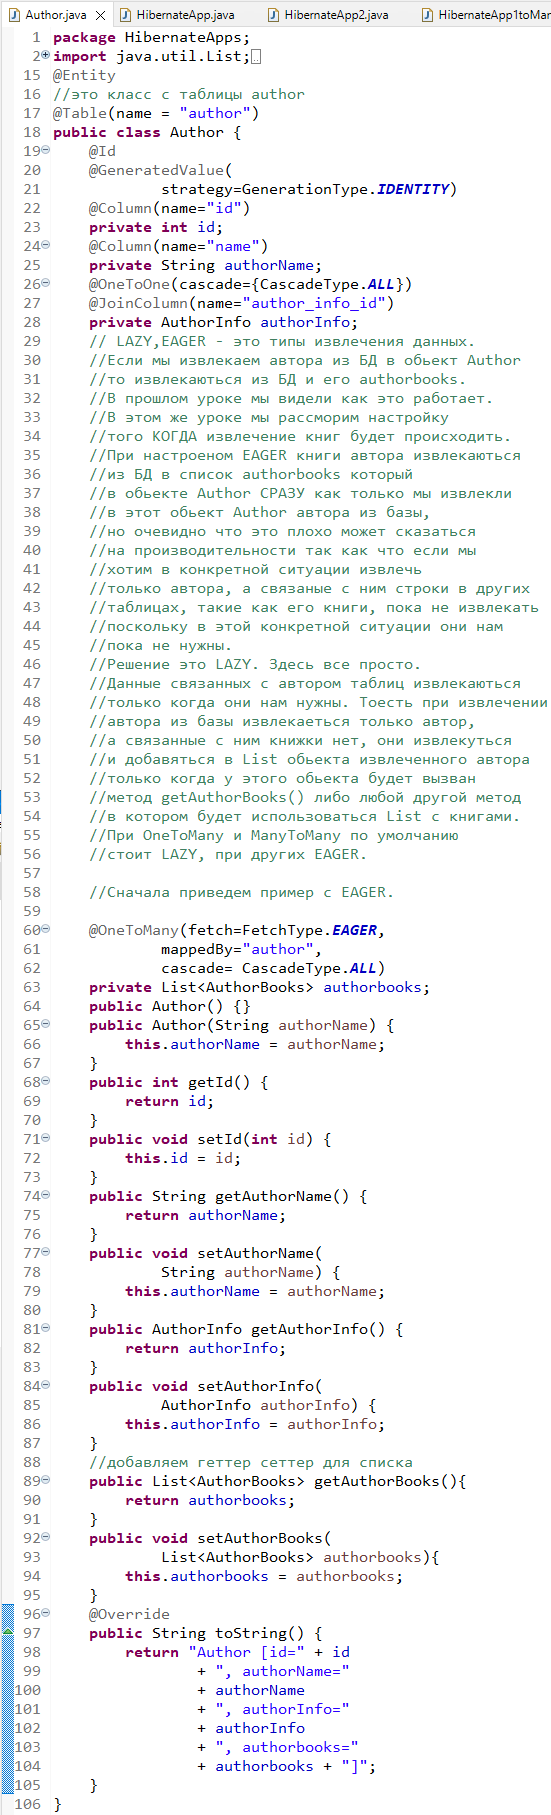 Author.java HibernateApp.java HibernateApp2.java HibernateApp1toMar
1 package HibernateApps;
2 import java.util.List;
15 @Entity
16 //это класс с таблицы author
17 @Table(name = "author")
18 public class Author {
19 @Id
20 @GeneratedValue(
21 strategy=GenerationType.IDENTITY)
22 @Column(name="id")
23 private int id;
24 @Column(name="name")
25 private String authorName;
26 @OneToOne(cascade={CascadeType.ALL})
27 @JoinColumn(name="author_info_id")
28 private AuthorInfo authorInfo;
29 // LAZY,EAGER - это типы извлечения данных.
30 //Если мы извлекаем автора из БД в обьект Author
31 //то извлекаються из БД и его authorbooks.
32 //В прошлом уроке мы видели как это работает.
33 //В этом же уроке мы рассморим настройку
34 //того КОГДА извлечение книг будет происходить.
35 //При настроеном EAGER книги автора извлекаються
36 //из БД в список authorbooks который
37 //в обьекте Author СРАЗУ как только мы извлекли
38 //в этот обьект Author автора из базы,
39 //но очевидно что это плохо может сказаться
40 //на производительности так как что если мы
41 //хотим в конкретной ситуации извлечь
42 //только автора, а связаные с ним строки в других
43 //таблицах, такие как его книги, пока не извлекать
44 //поскольку в этой конкретной ситуации они нам
45 //пока не нужны.
46 //Решение это LAZY. Здесь все просто.
47 //Данные связанных с автором таблиц извлекаються
48 //только когда они нам нужны. Тоесть при извлечении
49 //автора из базы извлекаеться только автор,
50 //а связанные с ним книжки нет, они извлекуться
51 //и добавяться в List обьекта извлеченного автора
52 //только когда у этого обьекта будет вызван
53 //метод getAuthorBooks() либо любой другой метод
54 //в котором будет использоваться List с книгами.
55 //При OneToMany и ManyToMany по умолчанию
56 //стоит LAZY, при других EAGER.
57
58 //Сначала приведем пример с EAGER.
59
60 @OneToMany(fetch=FetchType.EAGER,
61 mappedBy="author",
62 cascade= CascadeType.ALL)
63 private List<AuthorBooks> authorbooks;
64 public Author() {}
65 public Author(String authorName) {
66 this.authorName = authorName;
67 }
68 public int getId() {
69 return id;
70 }
71 public void setId(int id) {
72 this.id = id;
73 }
74 public String getAuthorName() {
75 return authorName;
76 }
77 public void setAuthorName(
78 String authorName) {
79 this.authorName = authorName;
80 }
81 public AuthorInfo getAuthorInfo() {
82 return authorInfo;
83 }
84 public void setAuthorInfo(
85 AuthorInfo authorInfo) {
86 this.authorInfo = authorInfo;
87 }
88 //добавляем геттер сеттер для списка
89 public List<AuthorBooks> getAuthorBooks(){
90 return authorbooks;
91 }
92 public void setAuthorBooks(
93 List<AuthorBooks> authorbooks){
94 this.authorbooks = authorbooks;
95 }
96 @Override
97 public String toString() {
98 return "Author [id=" + id
99 + ", authorName="
100 + authorName
101 + ", authorInfo="
102 + authorInfo
103 + ", authorbooks="
104 + authorbooks + "]";
105 }
106 }